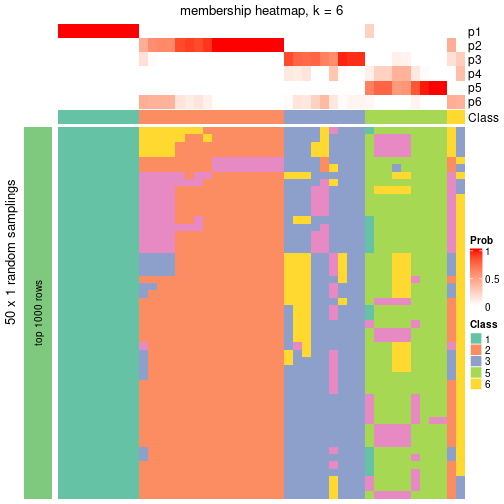 membership heatmap, k = 6
p1
p2
p3
p4
p5
p6
Class
50 x 1 random samplings
top 1000 rows
Prob
1
0.5
0
Class
1
2
3
5
6